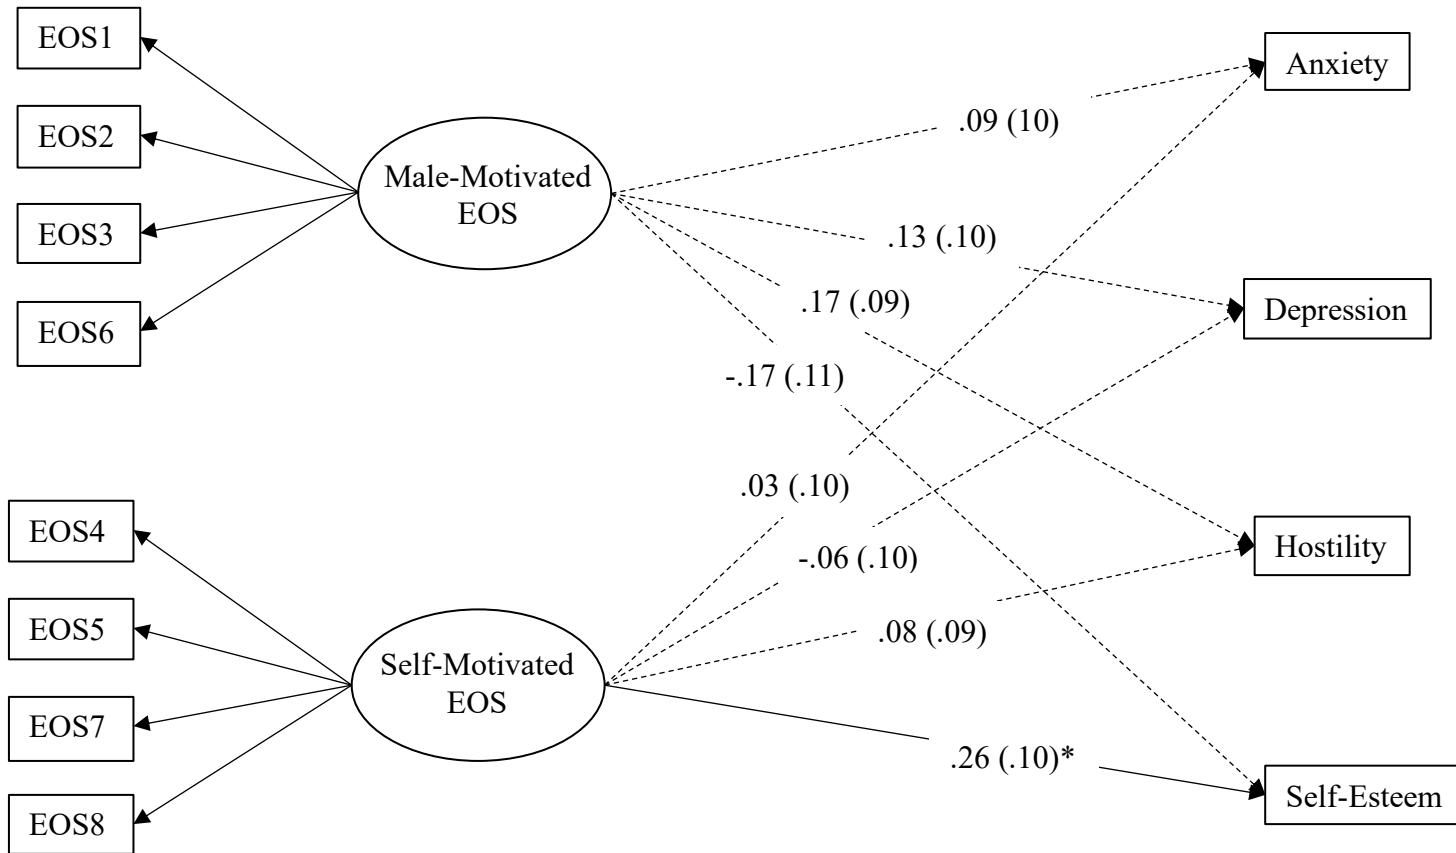 EOS1
EOS2
EOS3
EOS6
Male-Motivated
EOS
.09 (10)
.13 (.10)
.17 (.09)
-.17 (.11)
Anxiety
Depression
Hostility
Self-Esteem
EOS4
EOS5
EOS7
EOS8
Self-Motivated
EOS
.03 (.10)
-.06 (.10)
.08 (.09)
.26 (.10)*